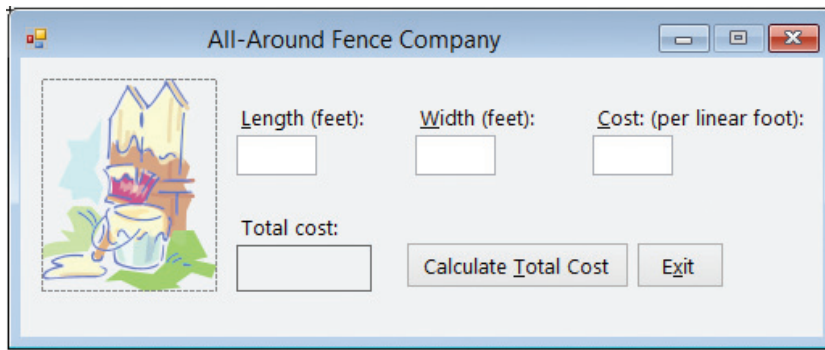 All-Around Fence Company
Length (feet): Width (feet): Cost: (per linear foot):
Total cost:
Calculate Total Cost Exit